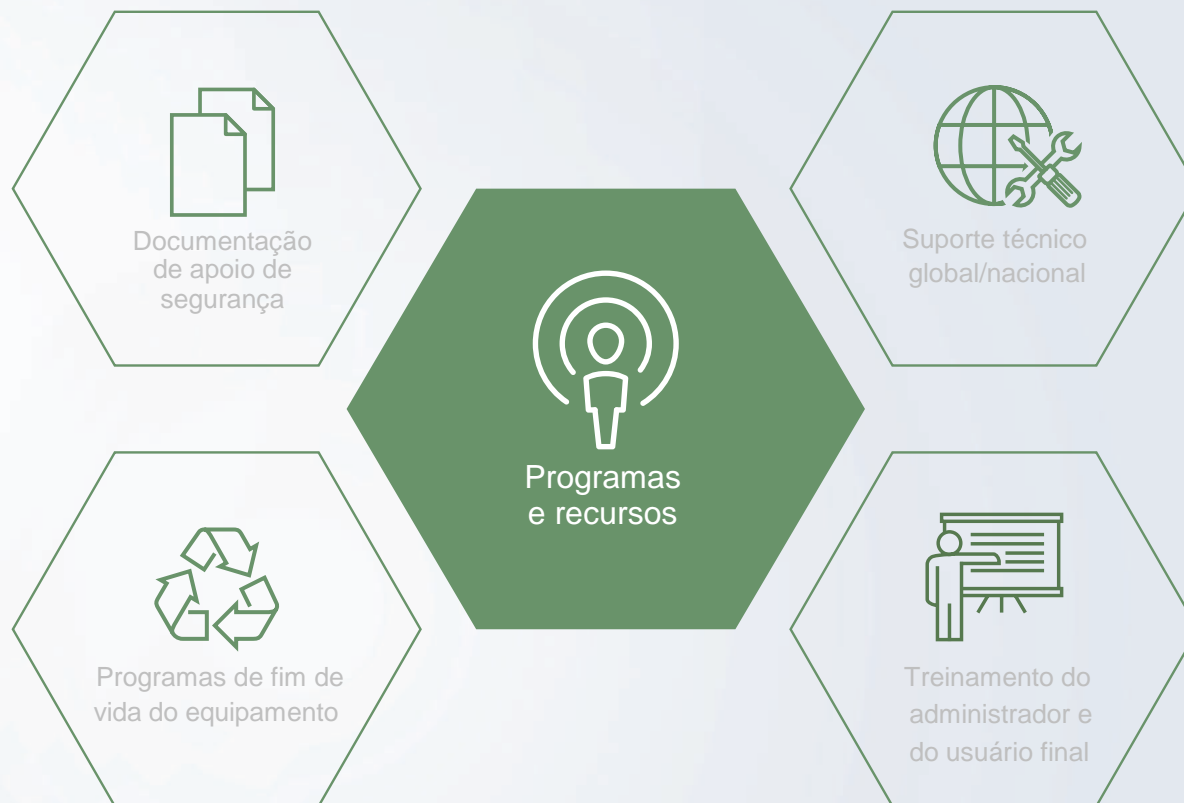 Documentação
de apoio de
segurança
Suporte técnico
global/nacional
Programas
e recursos
Programas de fim de
vida do equipamento
Treinamento do
administrador e
do usuário final